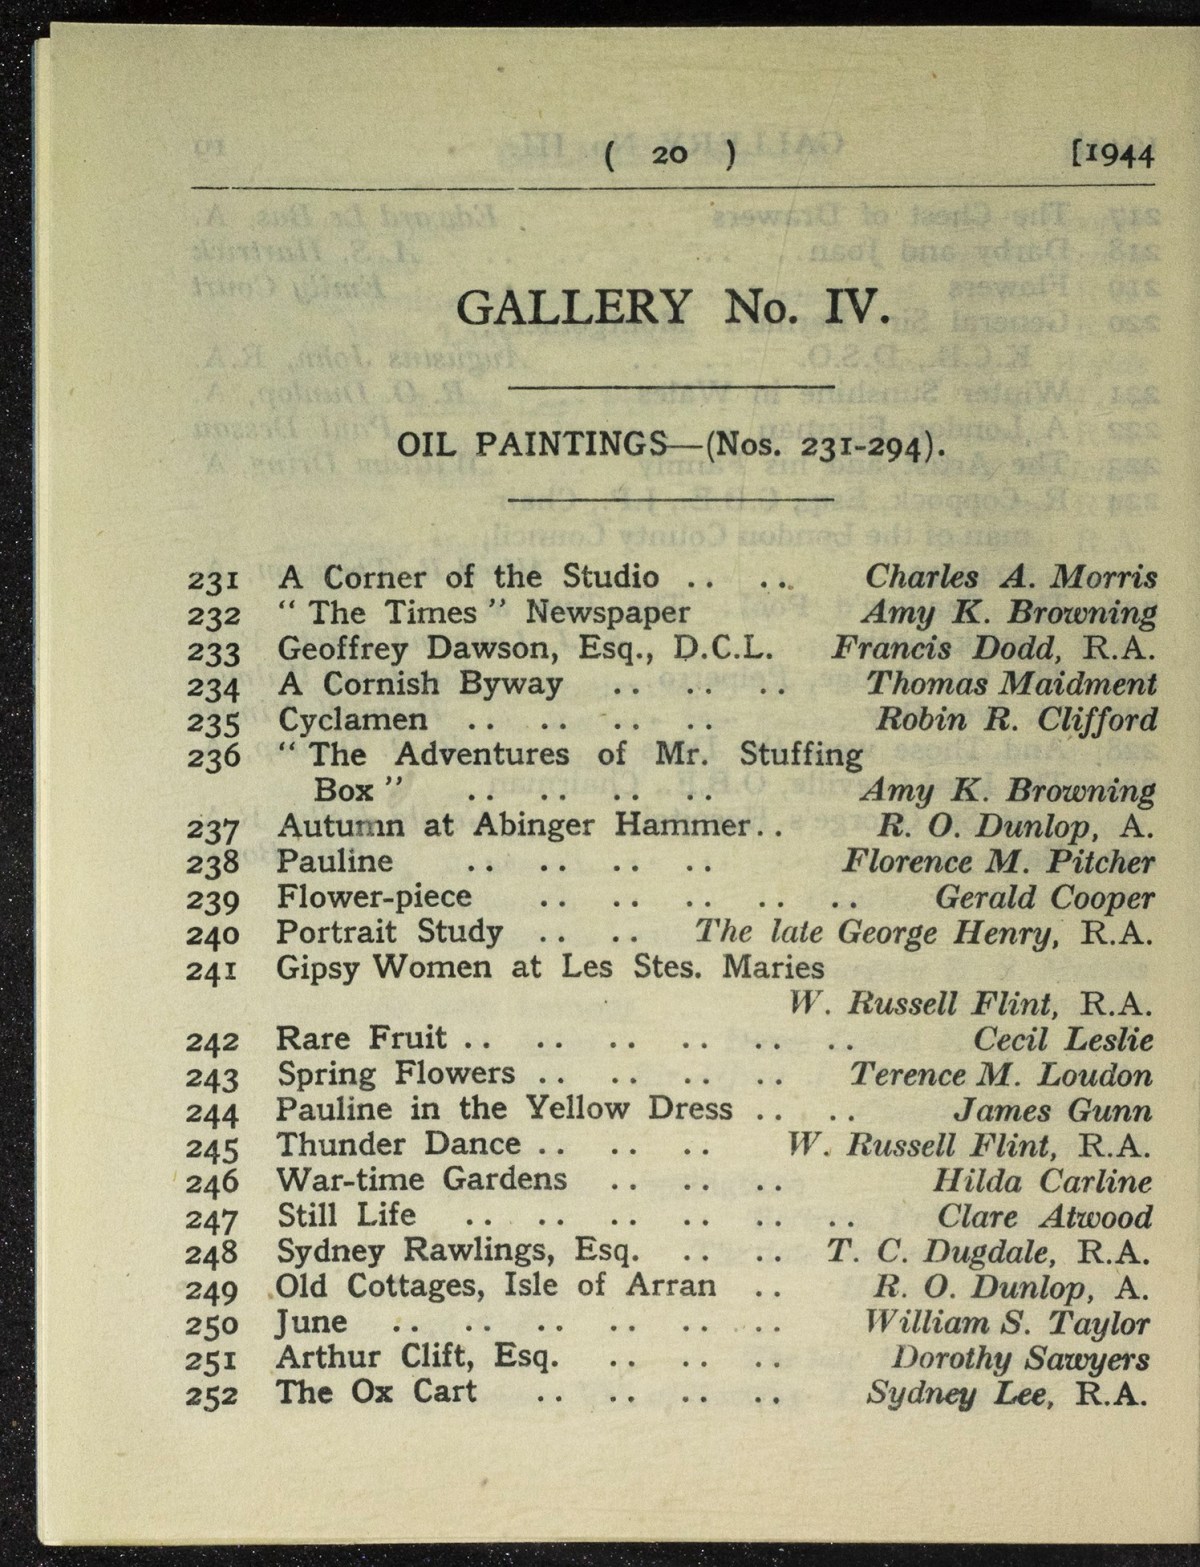 ( 20 ) [1944
GALLERY No. IV.
OIL PAINTINGS—(Nos. 231-294).
231 A Corner of the Studio .. .. Charles A. Morris
232 “ The Times ” Newspaper Amy K. Browning
233 Geoffrey Dawson, Esq., D.C.L. Francis Dodd, R.A.
234 A Cornish Byway .. .. .. Thomas Maidment
235 Cyclamen .. .. .. .. Robin R. Clifford
236 “ The Adventures of Mr. Stuffing
Box ” .. .. .. .. Amy K. Browning
237 Autumn at Abinger Hammer .. R. O. Dunlop, A.
238 Pauline .. .. .. .. Florence M. Pitcher
239 Flower-piece .. .. .. .. .. Gerald Cooper
240 Portrait Study .. .. The late George Henry, R.A.
241 Gipsy Women at Les Stes. Maries
W. Russell Flint, R.A.
242 Rare Fruit .. .. .. .. .. .. Cecil Leslie
243 Spring Flowers .. .. .. .. Terence M. Loudon
244 Pauline in the Yellow Dress .. .. James Gunn
245 Thunder Dance .. .. .. W. Russell Flint, R.A.
246 War-time Gardens .. .. .. Hilda Carline
247 Still Life .. .. .. .. .. .. Clare Atwood
248 Sydney Rawlings, Esq. .. .. T. C. Dugdale, R.A.
249 Old Cottages, Isle of Arran .. R. O. Dunlop, A.
250 June .. .. .. .. .. .. William S. Taylor
251 Arthur Clift, Esq. .. .. .. Dorothy Sawyers
252 The Ox Cart .. .. .. .. Sydney Lee, R.A.